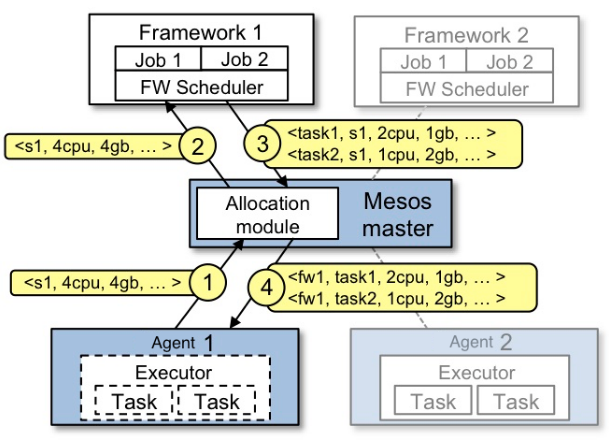 Framework 1
Job 1 Job 2
FW Scheduler
Framework 2
Job 1 Job 2
FW Scheduler
<s1, 4cpu, 4gb, ... >
2
3
<task1, s1, 2cpu, 1gb, ... >
<task2, s1, 1cpu, 2gb, ... >
Allocation
module
Mesos
master
<s1, 4cpu, 4gb, ... >
1
4
<fw1, task1, 2cpu, 1gb, ... >
<fw1, task2, 1cpu, 2gb, ... >
Agent 1
Executor
Task Task
Agent 2
Executor
Task Task